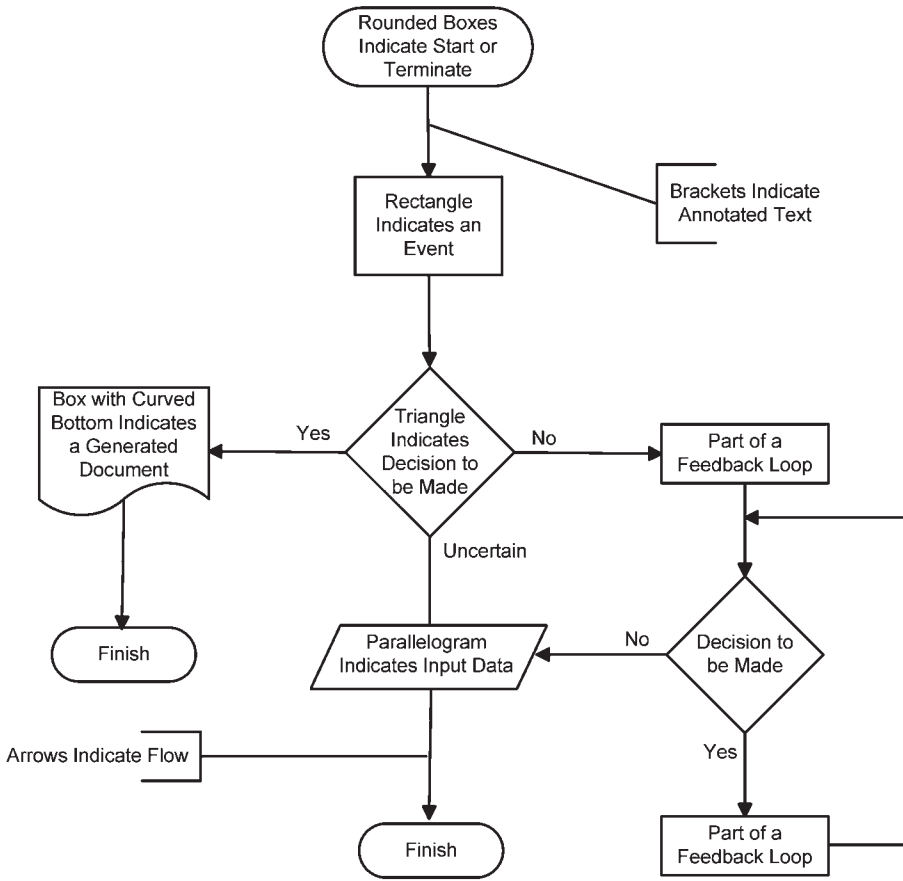 Rounded Boxes
Indicate Start or
Terminate
Rectangle
Indicates an
Event
Brackets Indicate
Annotated Text
Box with Curved
Bottom Indicates
a Generated
Document
Yes
Triangle
Indicates
Decision to
be Made
No
Part of a
Feedback Loop
Uncertain
Finish
Parallelogram
Indicates Input Data
No
Decision to
be Made
Arrows Indicate Flow
Yes
Finish
Part of a
Feedback Loop